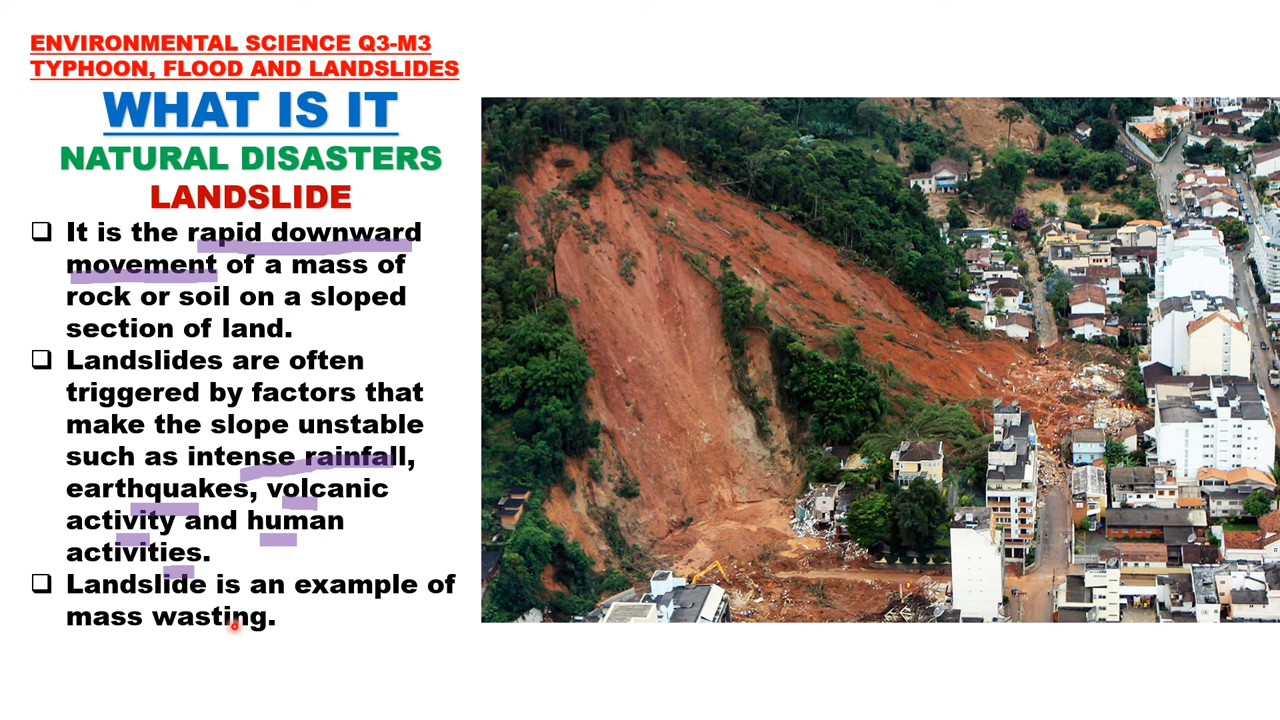 ENVIRONMENTAL SCIENCE Q3-M3
TYPHOON, FLOOD AND LANDSLIDES
WHAT IS IT
NATURAL DISASTERS
LANDSLIDE
It is the rapid downward
movement of a mass of
rock or soil on a sloped
section of land.
Landslides are often
triggered by factors that
make the slope unstable
such as intense rainfall,
earthquakes, volcanic
activity and human
activities.
Landslide is an example of
mass wasting.